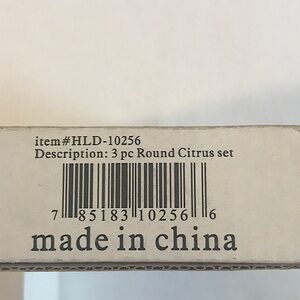 item#HLD-10256
Description: 3 pc Round Citrus set
7 85183 10256 6
made in china